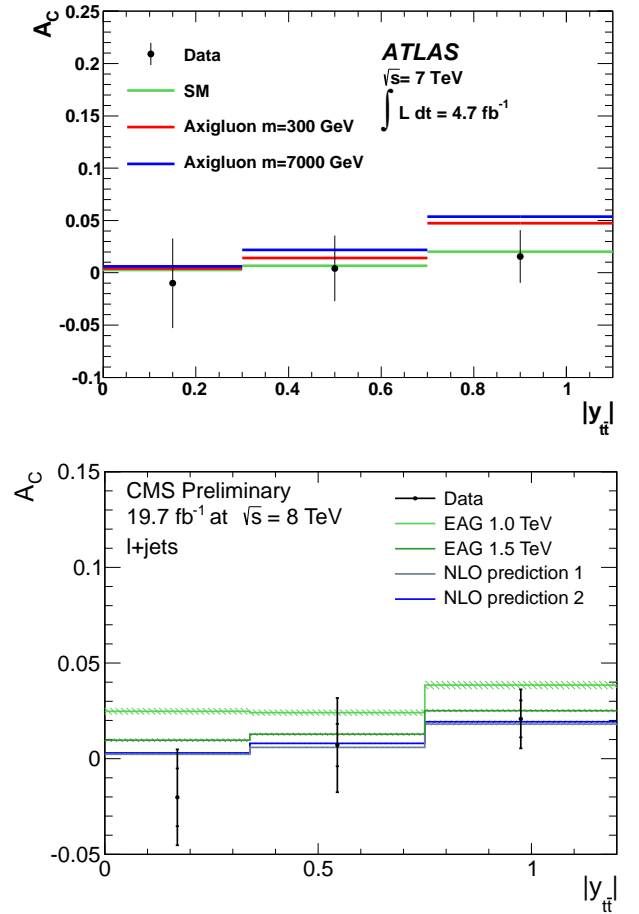 A_C
0.25
0.2
0.15
0.1
0.05
0
-0.05
-0.1
Data
SM
Axigluon m=300 GeV
Axigluon m=7000 GeV
ATLAS
√s= 7 TeV
∫ L dt = 4.7 fb⁻¹
0 0.2 0.4 0.6 0.8 1
|y_tt̄|
A_C
0.15
0.1
0.05
0
-0.05
CMS Preliminary
19.7 fb⁻¹ at √s = 8 TeV
l+jets
Data
EAG 1.0 TeV
EAG 1.5 TeV
NLO prediction 1
NLO prediction 2
0 0.5 1
|y_tt̄|